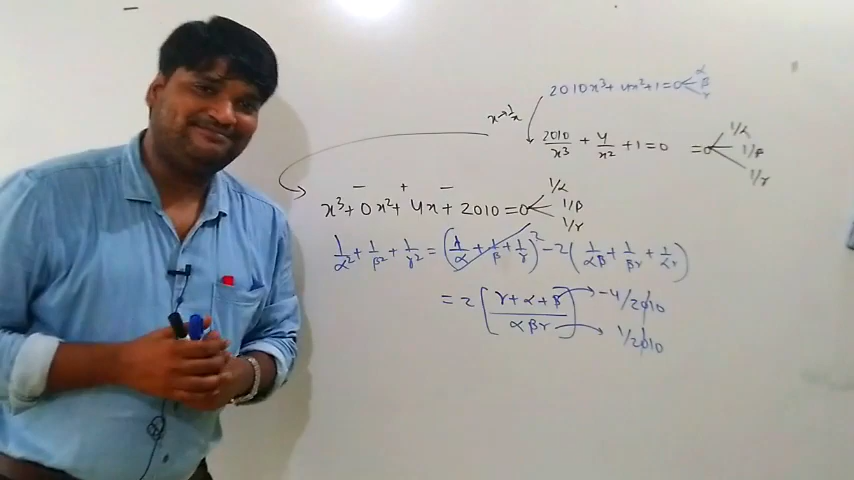 2010x³ + 4x² + 1 = 0 α β γ
x → 1/x
2010/x³ + 4/x² + 1 = 0 = 0 1/α 1/β 1/γ
− + −
x³ + 0x² + 4x + 2010 = 0 1/α 1/β 1/γ
1/α² + 1/β² + 1/γ² = (1/α + 1/β + 1/γ)² − 2(1/αβ + 1/βγ + 1/αγ)
= 2[(γ + α + β)/αβγ] → −4/2010
→ 1/2010